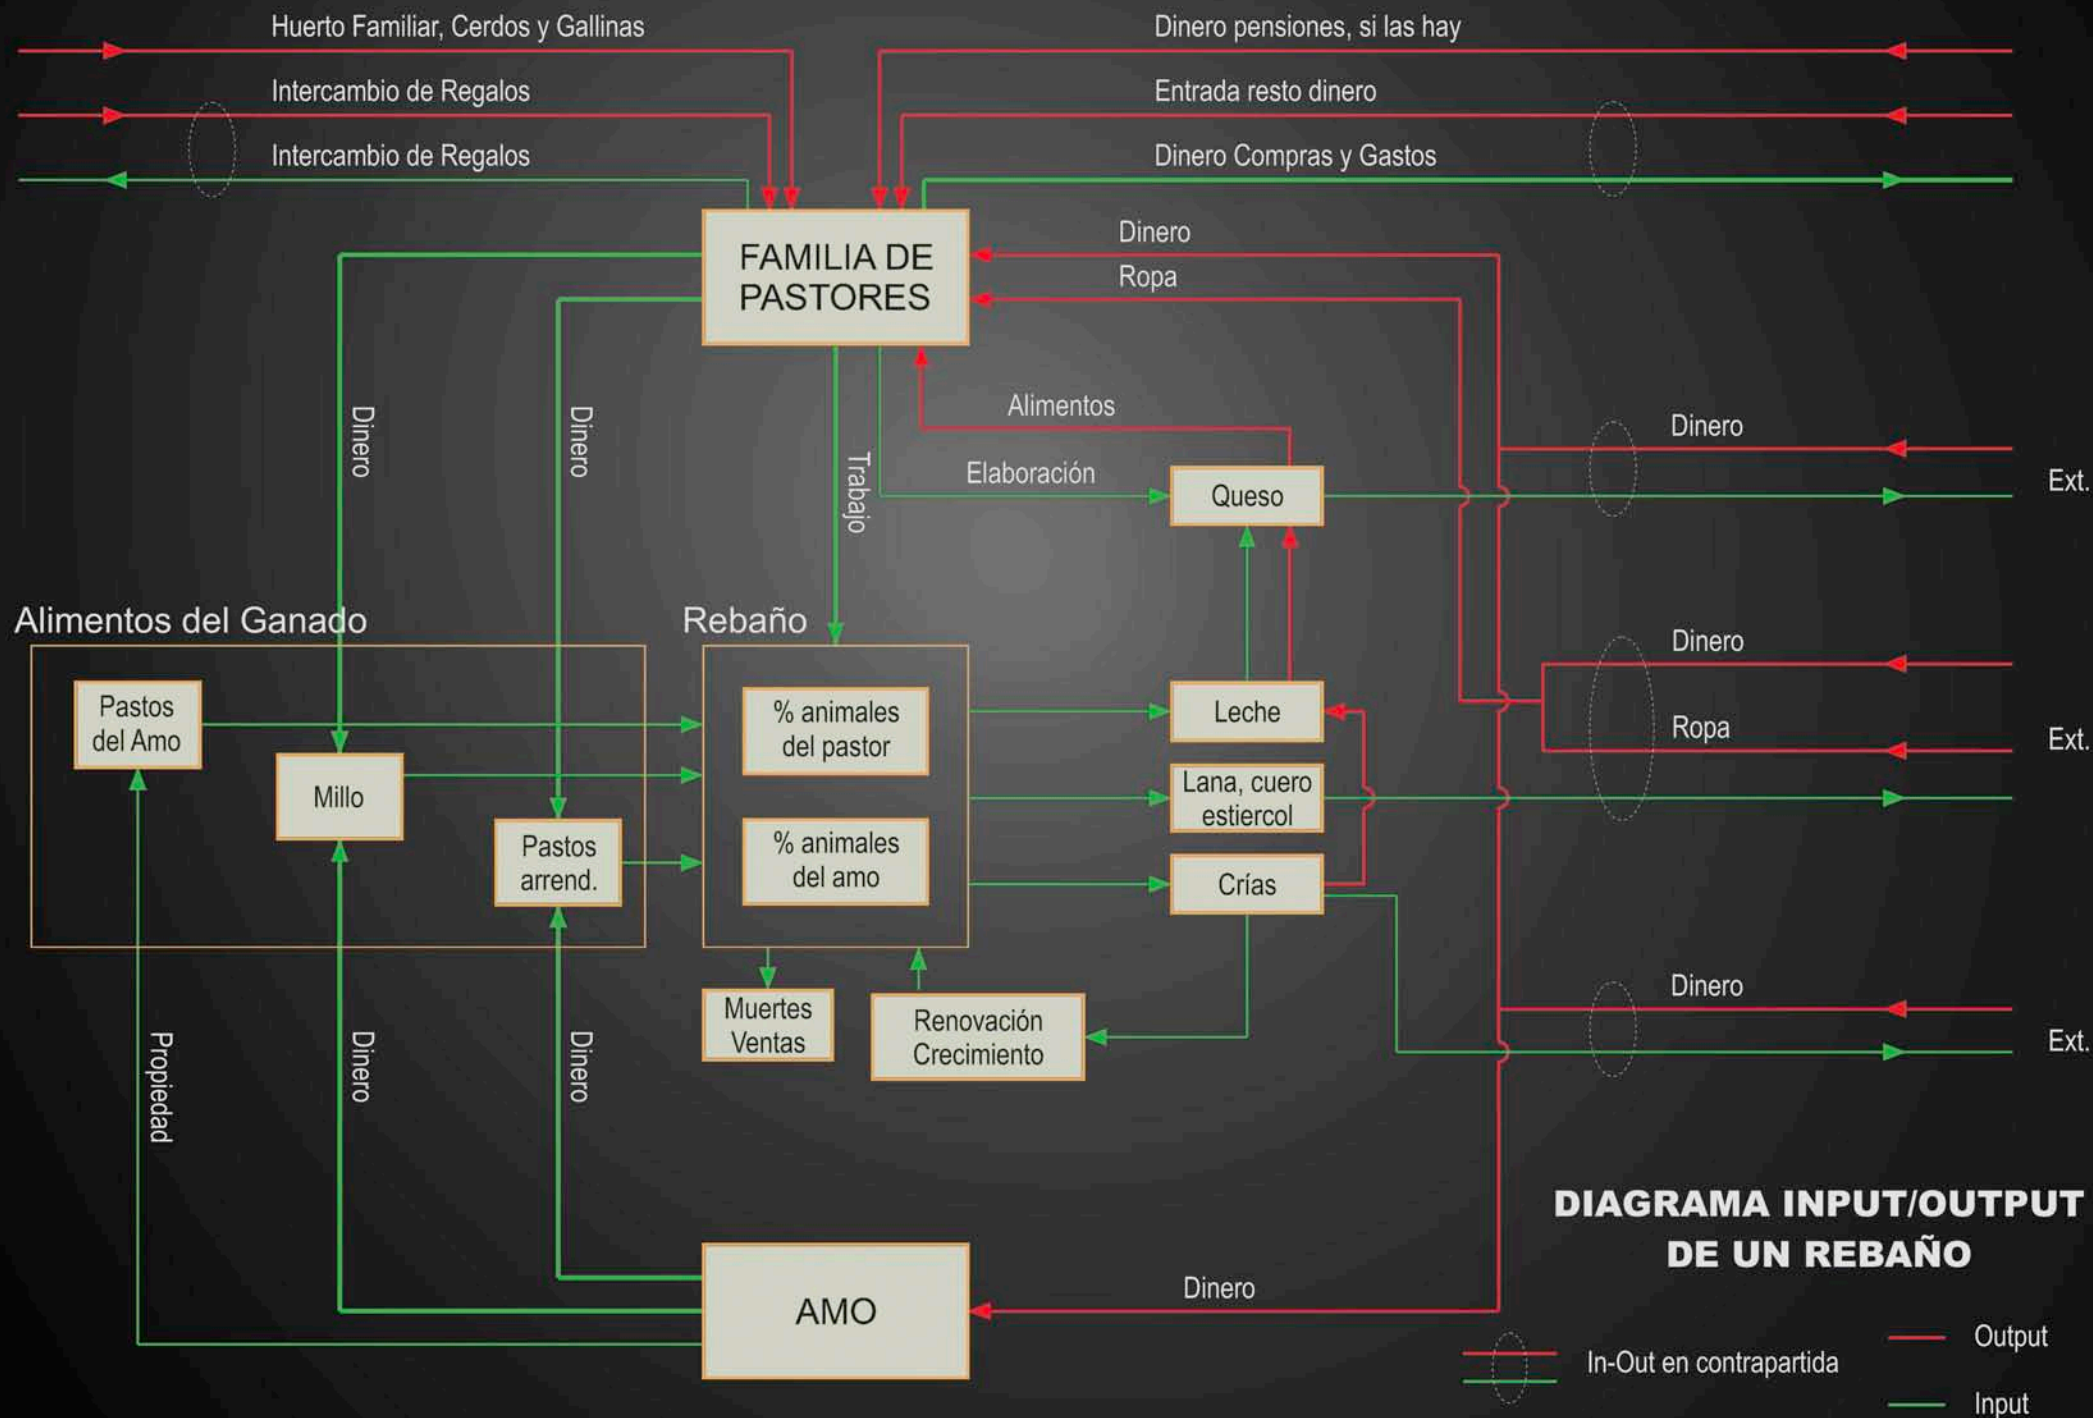 Huerto Familiar, Cerdos y Gallinas
Dinero pensiones, si las hay
Intercambio de Regalos
Entrada resto dinero
Intercambio de Regalos
Dinero Compras y Gastos
FAMILIA DE
PASTORES
Dinero
Ropa
Dinero
Dinero
Trabajo
Alimentos
Elaboración
Queso
Dinero
Ext.
Alimentos del Ganado
Rebaño
Pastos
del Amo
Millo
Pastos
arrend.
% animales
del pastor
% animales
del amo
Leche
Lana, cuero
estiercol
Crías
Dinero
Ropa
Ext.
Muertes
Ventas
Renovación
Crecimiento
Dinero
Ext.
Propiedad
Dinero
Dinero
AMO
Dinero
DIAGRAMA INPUT/OUTPUT
DE UN REBAÑO
In-Out en contrapartida
Output
Input